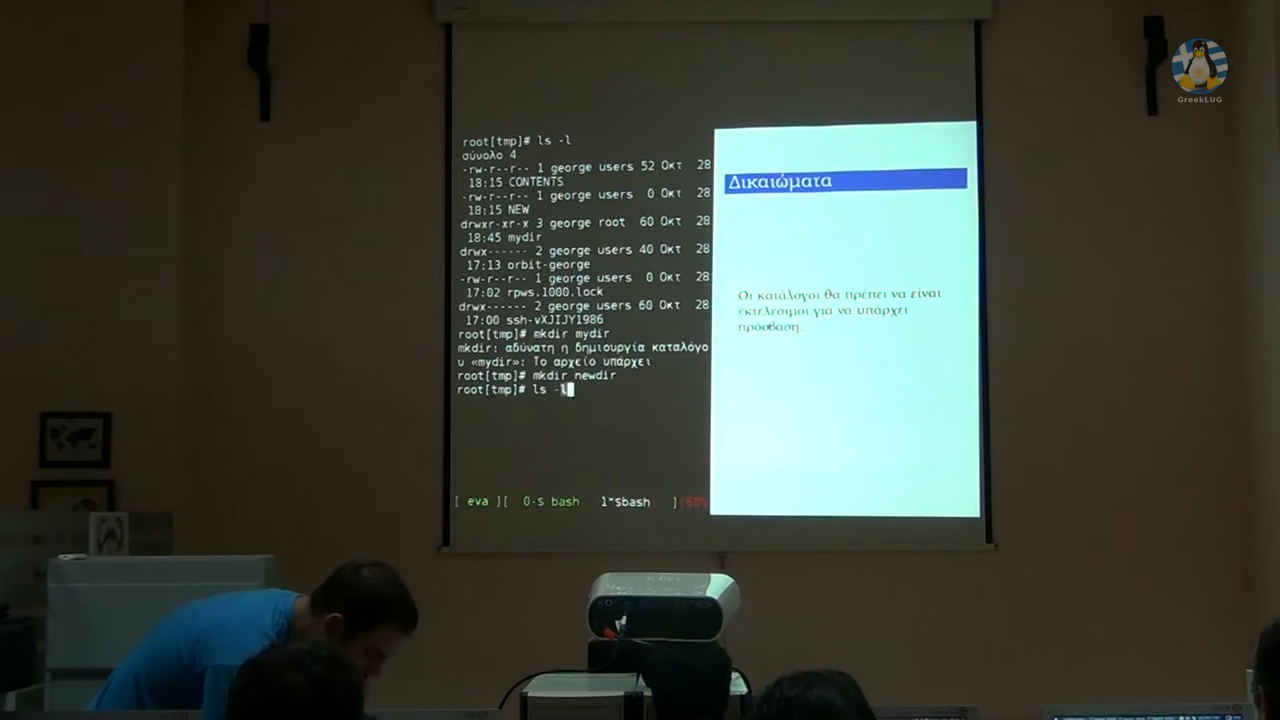 GreekLUG
root[tmp]# ls -l
σύνολο 4
-rw-r--r-- 1 george users 52 Οκτ 28
18:15 CONTENTS
-rw-r--r-- 1 george users 0 Οκτ 28
18:15 NEW
drwxr-xr-x 3 george root 60 Οκτ 28
18:45 mydir
drwx------ 2 george users 40 Οκτ 28
17:13 orbit-george
-rw-r--r-- 1 george users 0 Οκτ 28
17:02 rpws.1000.lock
drwx------ 2 george users 60 Οκτ 28
17:00 ssh-vXJIJY1986
root[tmp]# mkdir mydir
mkdir: αδύνατη η δημιουργία καταλόγο
υ «mydir»: Το αρχείο υπάρχει
root[tmp]# mkdir newdir
root[tmp]# ls -l
[ eva ][ 0-$ bash 1*$bash ]
Δικαιώματα
Οι κατάλογοι θα πρέπει να είναι
εκτελέσιμοι για να υπάρχει
πρόσβαση.